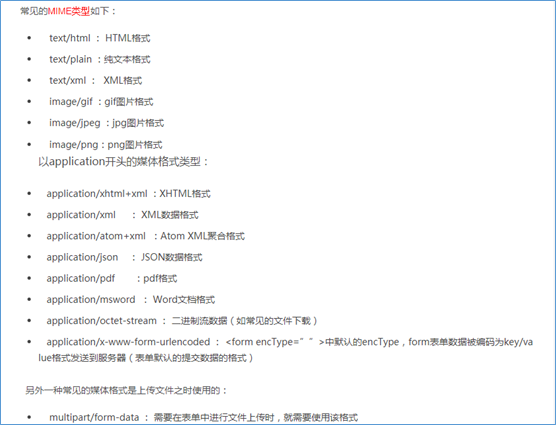 常见的MIME类型如下：
text/html ： HTML格式
text/plain ：纯文本格式
text/xml ： XML格式
image/gif ：gif图片格式
image/jpeg ：jpg图片格式
image/png：png图片格式
以application开头的媒体格式类型：
application/xhtml+xml ：XHTML格式
application/xml ： XML数据格式
application/atom+xml ：Atom XML聚合格式
application/json ： JSON数据格式
application/pdf ：pdf格式
application/msword ： Word文档格式
application/octet-stream ： 二进制流数据（如常见的文件下载）
application/x-www-form-urlencoded ： <form encType=” ” >中默认的encType，form表单数据被编码为key/va
lue格式发送到服务器（表单默认的提交数据的格式）
另外一种常见的媒体格式是上传文件之时使用的：
multipart/form-data ： 需要在表单中进行文件上传时，就需要使用该格式